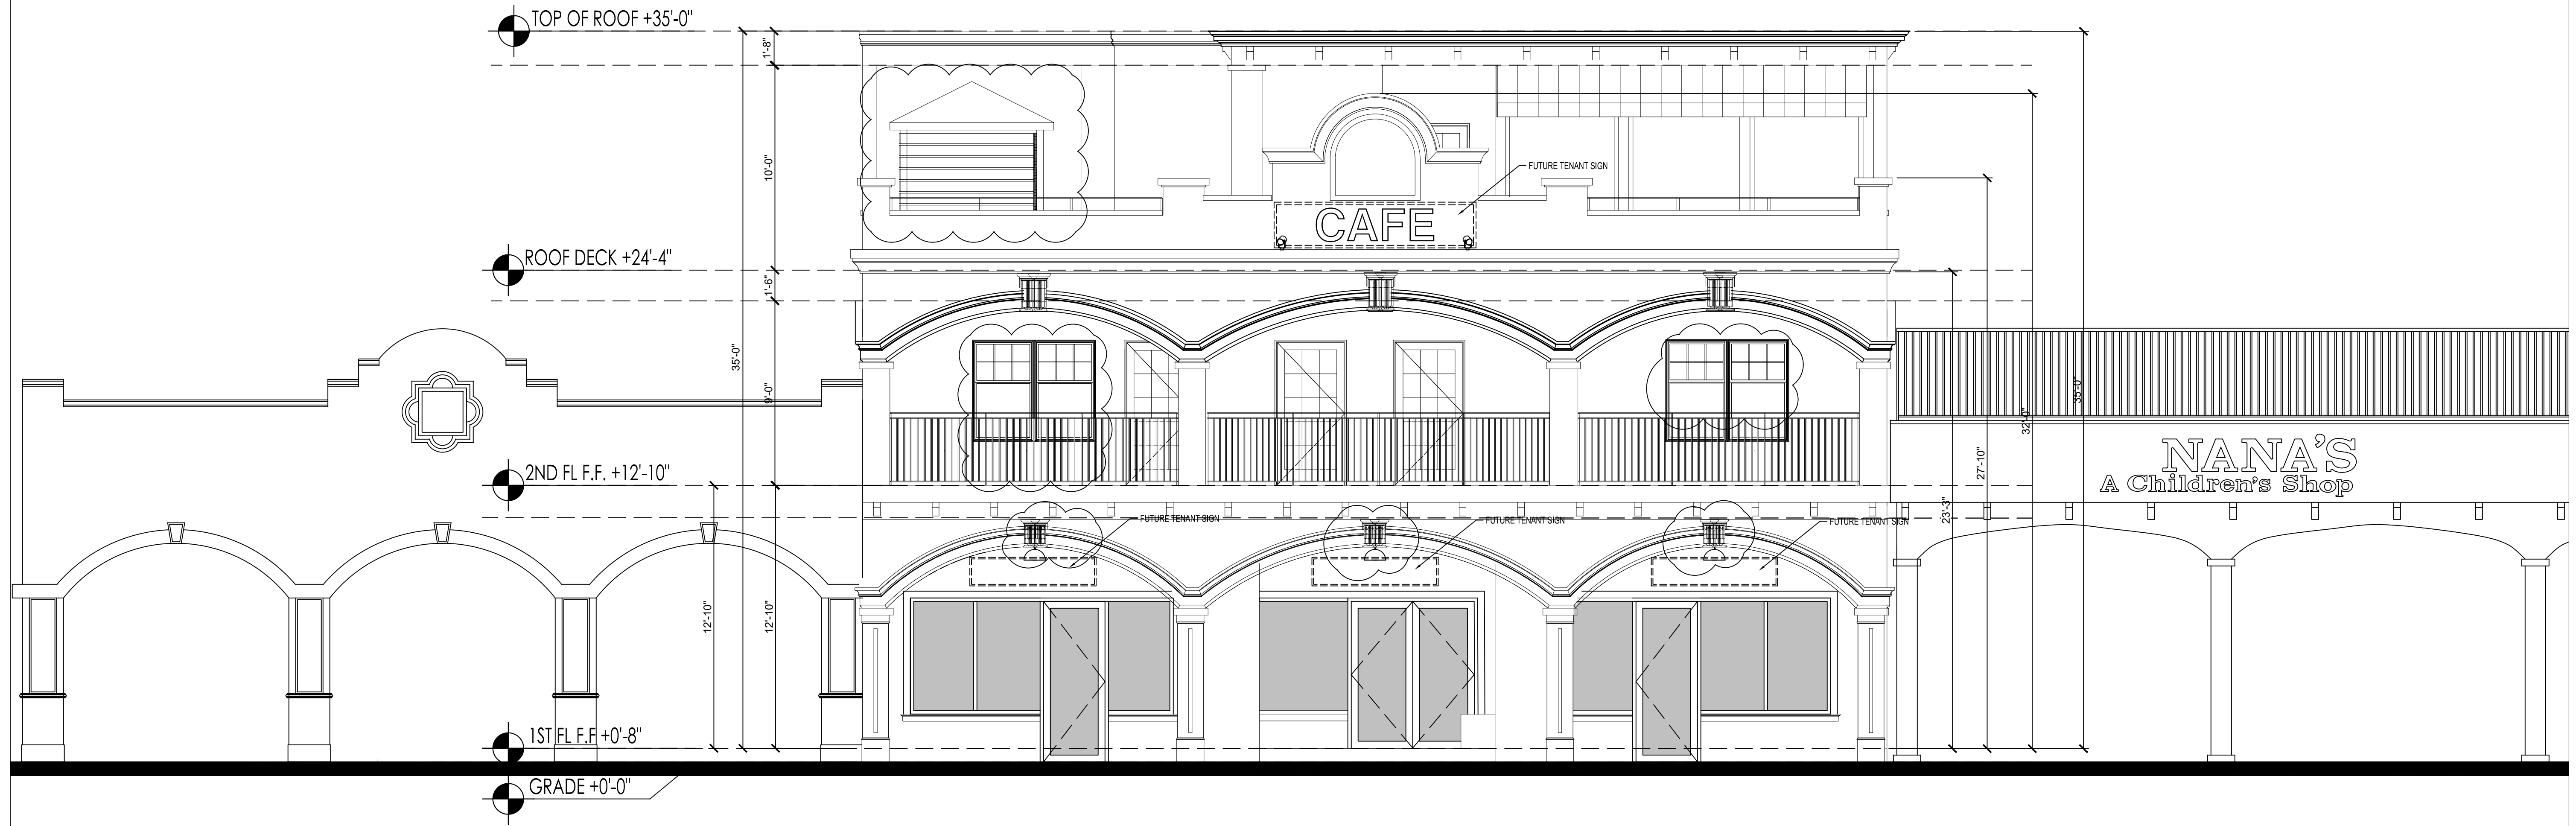 TOP OF ROOF +35'-0"
1'-8"
10'-0"
FUTURE TENANT SIGN
CAFE
ROOF DECK +24'-4"
1'-6"
35'-0"
9'-0"
35'-0"
32'-0"
27'-10"
23'-3"
NANA'S
A Children's Shop
2ND FL F.F. +12'-10"
FUTURE TENANT SIGN
FUTURE TENANT SIGN
FUTURE TENANT SIGN
12'-10"
12'-10"
1ST FL F.F +0'-8"
GRADE +0'-0"